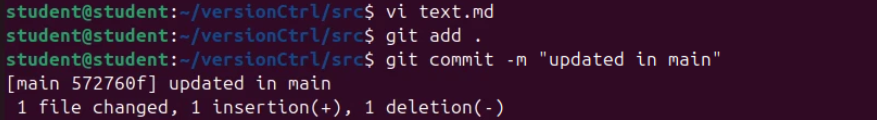 student@student:~/versionCtrl/src$ vi text.md
student@student:~/versionCtrl/src$ git add .
student@student:~/versionCtrl/src$ git commit -m "updated in main"
[main 572760f] updated in main
 1 file changed, 1 insertion(+), 1 deletion(-)